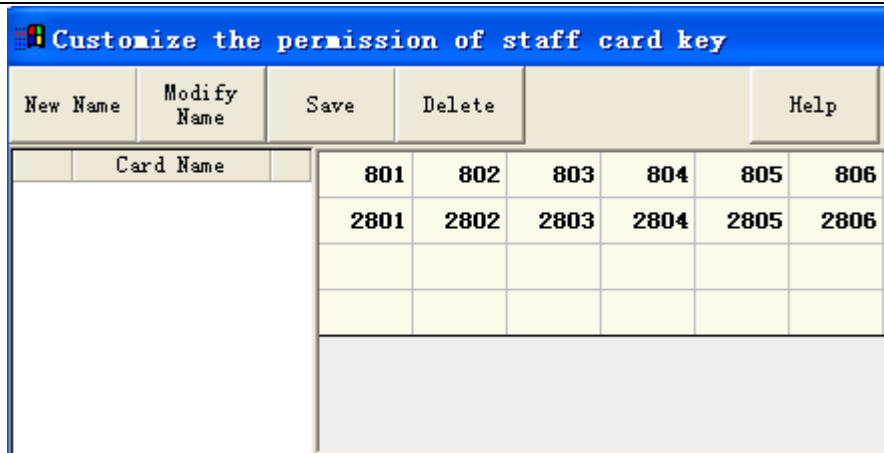 Customize the permission of staff card key
New Name Modify Name Save Delete Help
Card Name
801 802 803 804 805 806
2801 2802 2803 2804 2805 2806